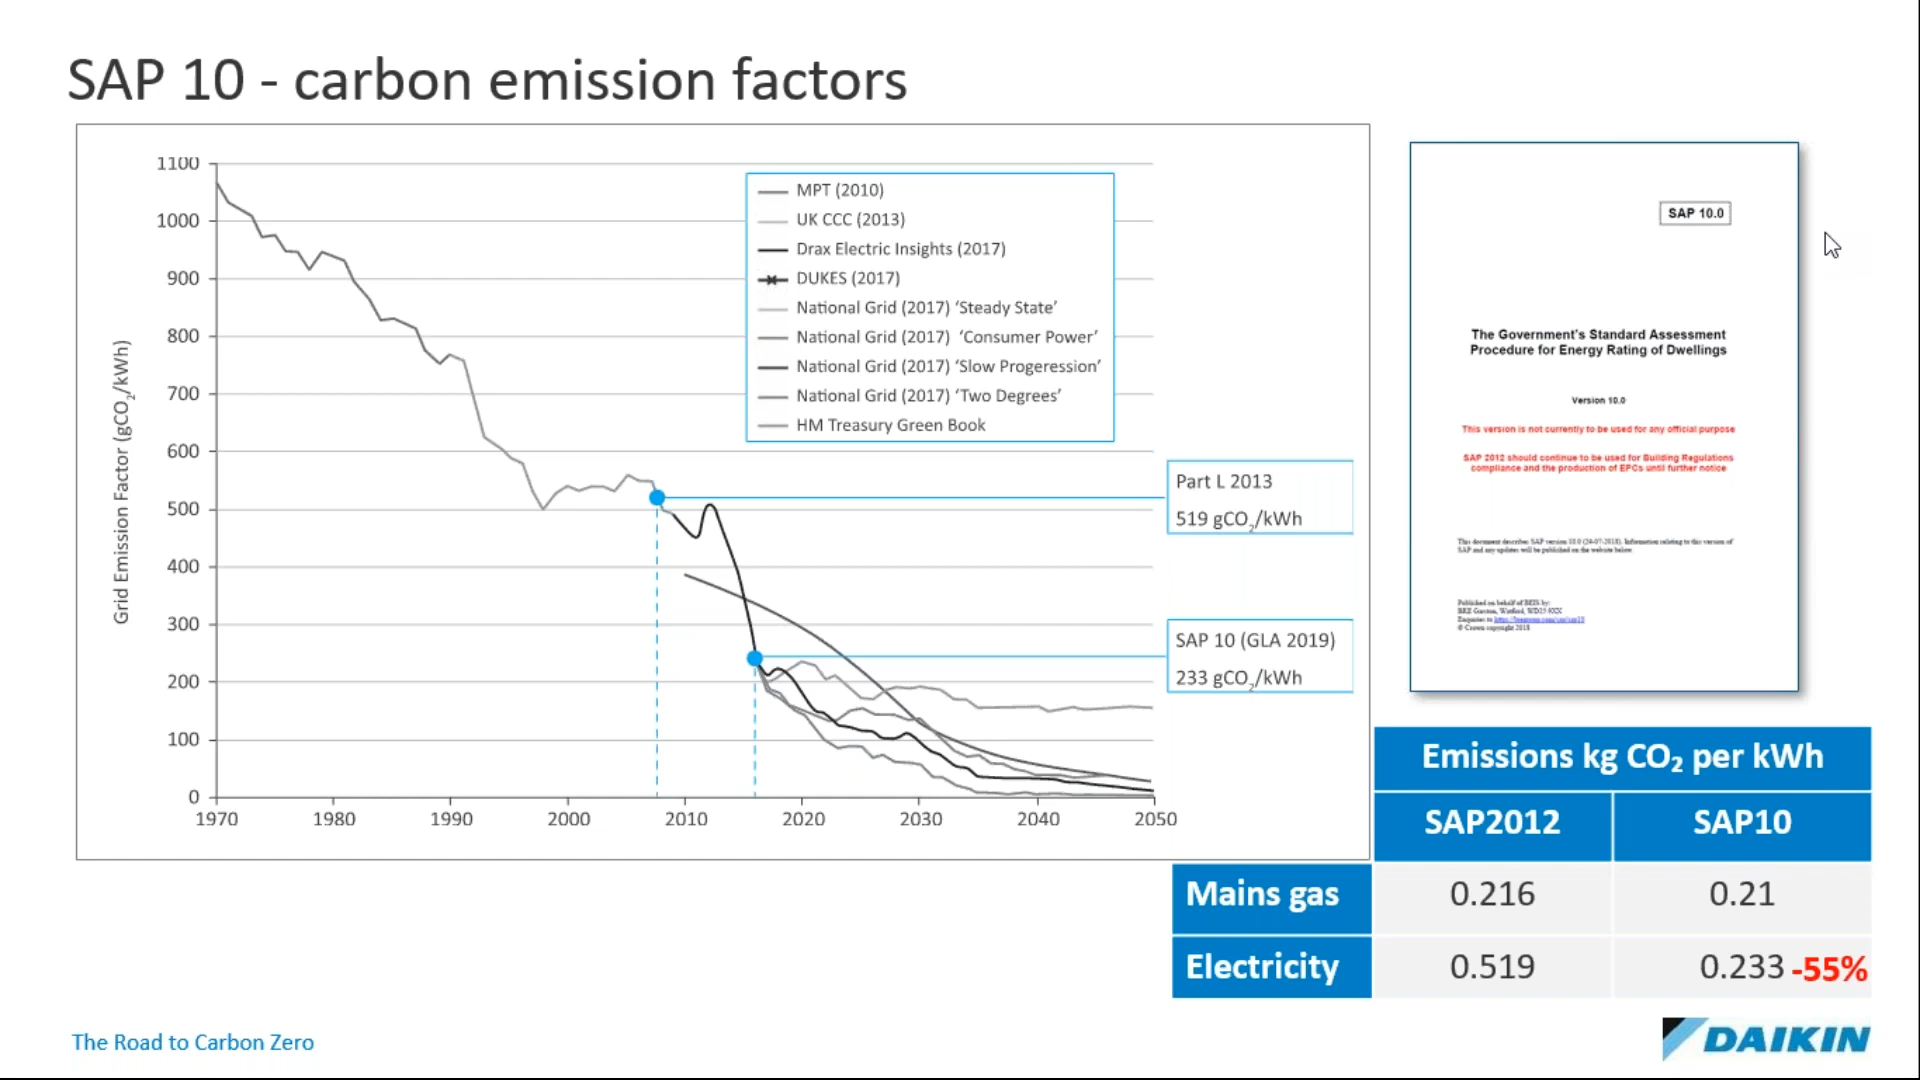 SAP 10 - carbon emission factors
1100
1000
900
800
700
600
500
400
300
200
100
0
Grid Emission Factor (gCO₂/kWh)
1970
1980
1990
2000
2010
2020
2030
2040
2050
MPT (2010)
UK CCC (2013)
Drax Electric Insights (2017)
DUKES (2017)
National Grid (2017) ‘Steady State’
National Grid (2017) ‘Consumer Power’
National Grid (2017) ‘Slow Progeression’
National Grid (2017) ‘Two Degrees’
HM Treasury Green Book
Part L 2013
519 gCO₂/kWh
SAP 10 (GLA 2019)
233 gCO₂/kWh
SAP 10.0
The Government's Standard Assessment
Procedure for Energy Rating of Dwellings
Version 10.0
This version is not currently to be used for any official purpose
SAP 2012 should continue to be used for Building Regulations
compliance and the production of EPCs until further notice
This document describes SAP version 10.0 (24-07-2018). Information relating to this version of
SAP and any updates will be published on the website below.
Published on behalf of BEIS by:
BRE Garston, Watford, WD25 9XX
Enquiries to
© Crown copyright 2018
Emissions kg CO₂ per kWh
SAP2012 SAP10
Mains gas 0.216 0.21
Electricity 0.519 0.233 -55%
The Road to Carbon Zero
DAIKIN